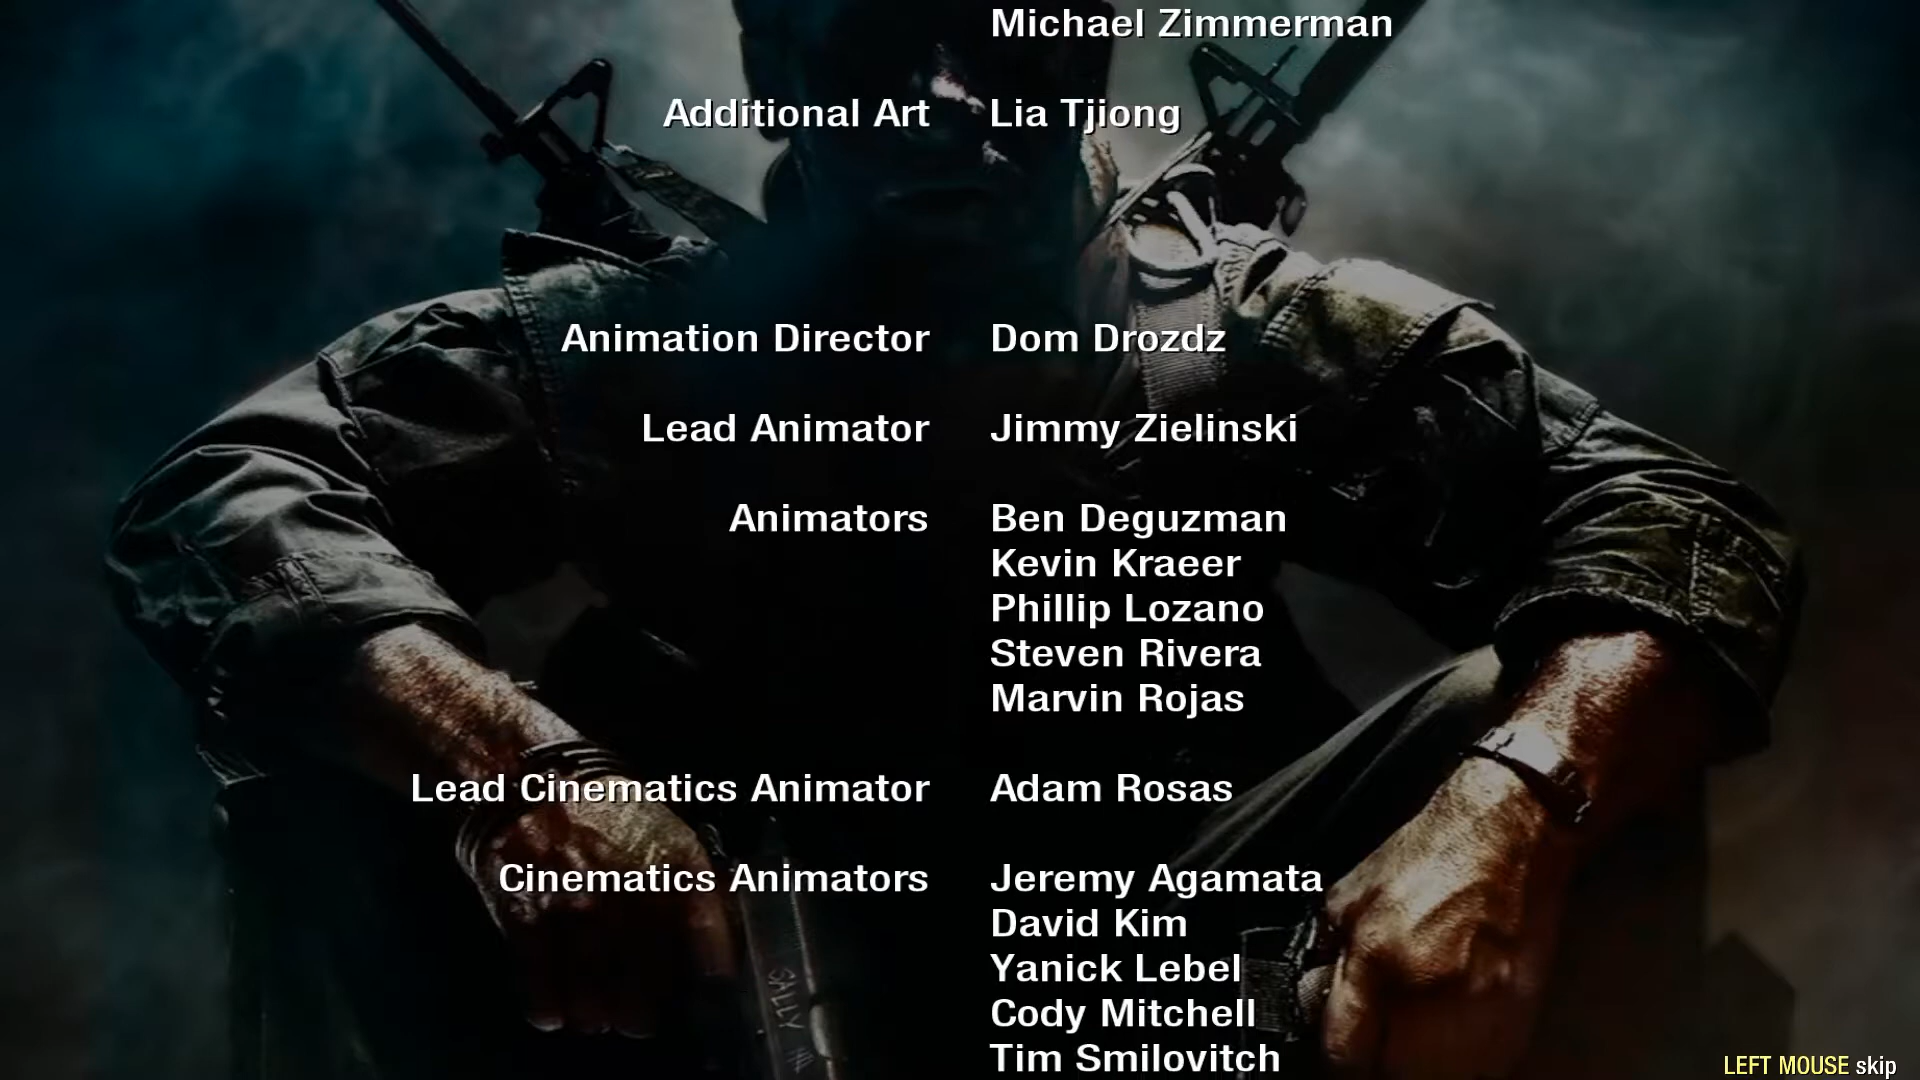 Michael Zimmerman
Additional Art Lia Tjiong
Animation Director Dom Drozdz
Lead Animator Jimmy Zielinski
Animators Ben Deguzman
Kevin Kraeer
Phillip Lozano
Steven Rivera
Marvin Rojas
Lead Cinematics Animator Adam Rosas
Cinematics Animators Jeremy Agamata
David Kim
Yanick Lebel
Cody Mitchell
Tim Smilovitch
SALLY
LEFT MOUSE skip